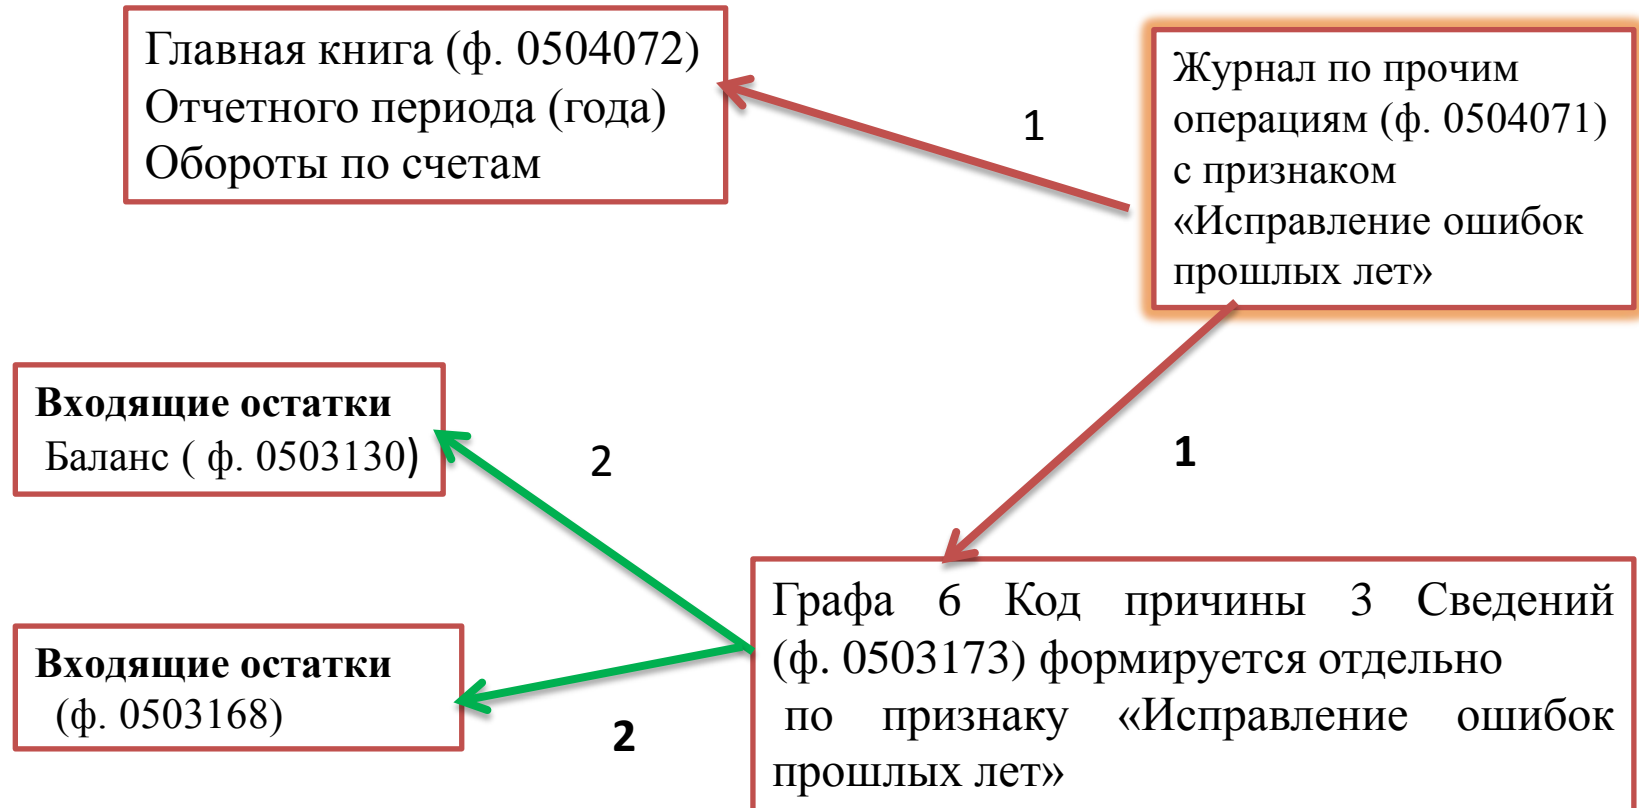 Главная книга (ф. 0504072)
Отчетного периода (года)
Обороты по счетам
1
Журнал по прочим
операциям (ф. 0504071)
с признаком
«Исправление ошибок
прошлых лет»
Входящие остатки
Баланс ( ф. 0503130)
2
1
Входящие остатки
(ф. 0503168)
2
Графа 6 Код причины 3 Сведений
(ф. 0503173) формируется отдельно
по признаку «Исправление ошибок
прошлых лет»